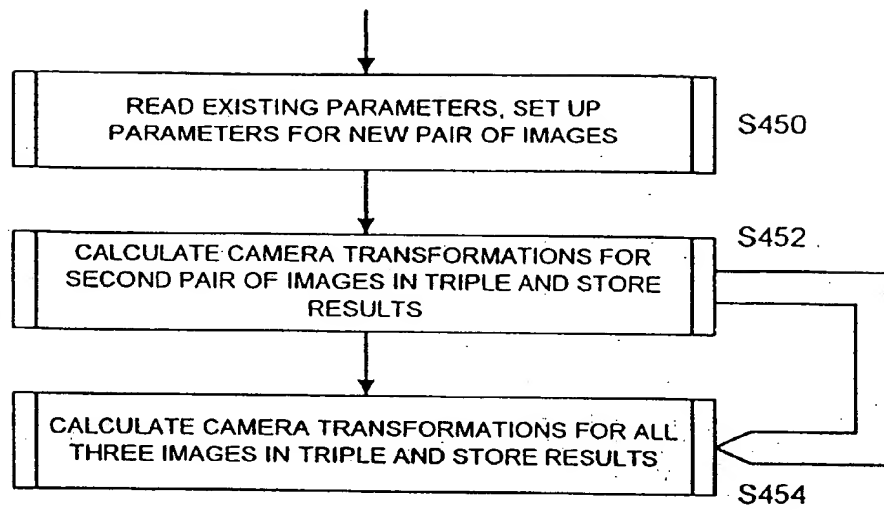 READ EXISTING PARAMETERS, SET UP
PARAMETERS FOR NEW PAIR OF IMAGES
S450
S452
CALCULATE CAMERA TRANSFORMATIONS FOR
SECOND PAIR OF IMAGES IN TRIPLE AND STORE
RESULTS
CALCULATE CAMERA TRANSFORMATIONS FOR ALL
THREE IMAGES IN TRIPLE AND STORE RESULTS
S454